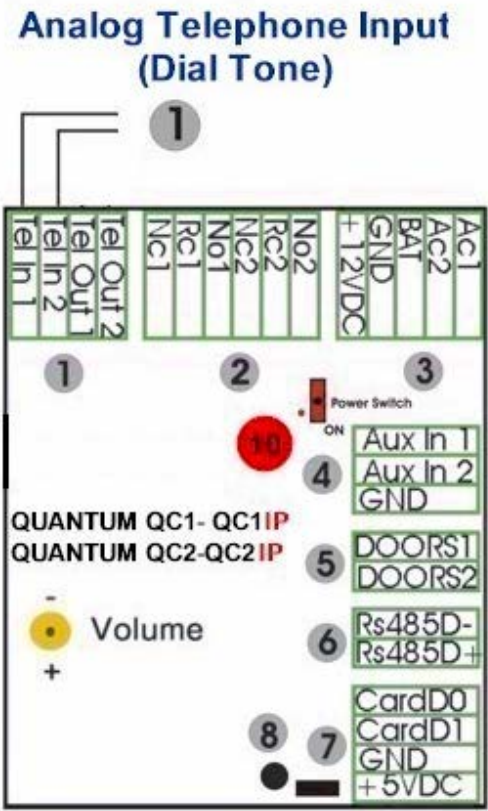 Analog Telephone Input
(Dial Tone)
1
Tel In 1
Tel In 2
Tel Out 1
Tel Out 2
Nc1
Rc1
No1
Nc2
Rc2
No2
+12VDC
GND
BAT
Ac2
Ac1
1
2
3
Power Switch
ON
10
4
Aux In 1
Aux In 2
GND
QUANTUM QC1- QC1IP
QUANTUM QC2-QC2IP
5
DOORS1
DOORS2
-
Volume
+
6
Rs485D-
Rs485D+
8
7
CardD0
CardD1
GND
+5VDC